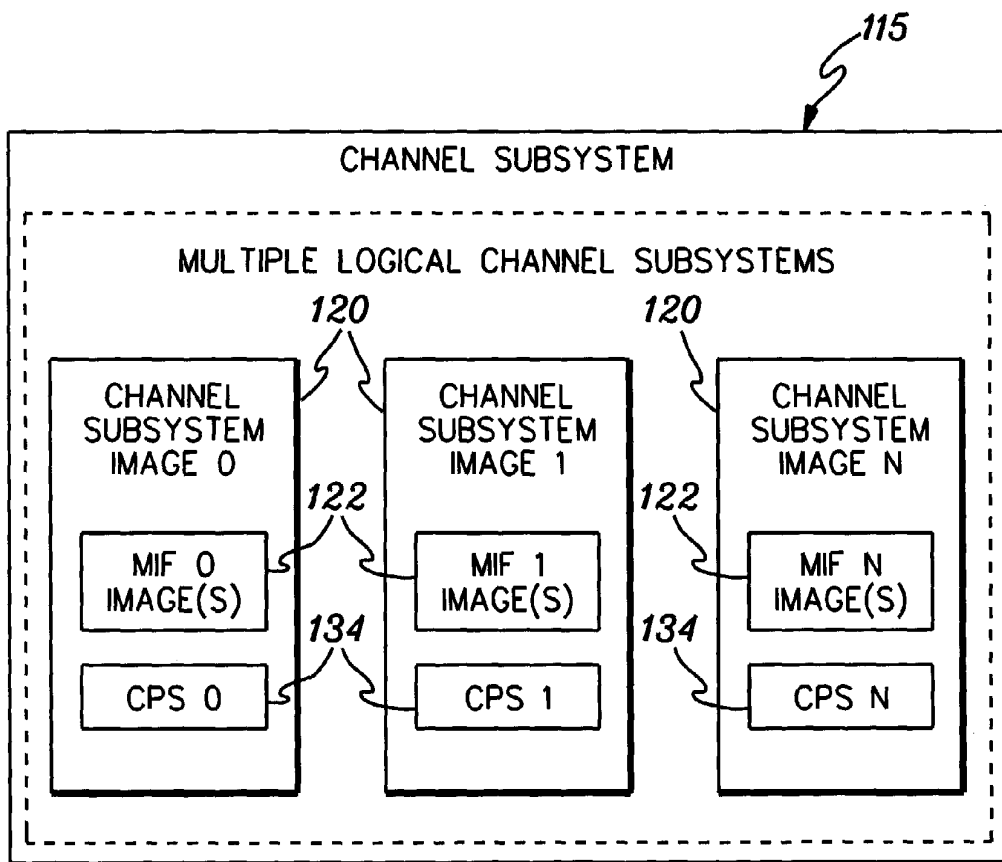 115
CHANNEL SUBSYSTEM
MULTIPLE LOGICAL CHANNEL SUBSYSTEMS
120
120
CHANNEL
SUBSYSTEM
IMAGE 0
CHANNEL
SUBSYSTEM
IMAGE 1
CHANNEL
SUBSYSTEM
IMAGE N
122
122
MIF 0
IMAGE(S)
MIF 1
IMAGE(S)
MIF N
IMAGE(S)
134
134
CPS 0
CPS 1
CPS N